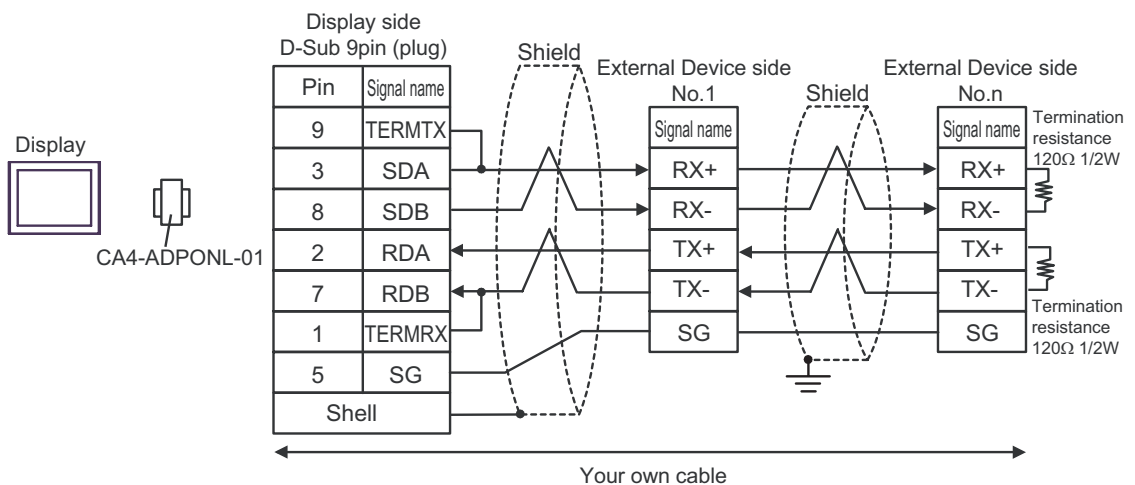 Display side
D-Sub 9pin (plug)
Shield
External Device side
No.1
Shield
External Device side
No.n
Pin Signal name
Signal name
Signal name
Termination
resistance
120Ω 1/2W
9 TERMTX
3 SDA
RX+
RX+
8 SDB
RX-
RX-
2 RDA
TX+
TX+
7 RDB
TX-
TX-
1 TERMRX
SG
SG
Termination
resistance
120Ω 1/2W
5 SG
Shell
Display
CA4-ADPONL-01
Your own cable